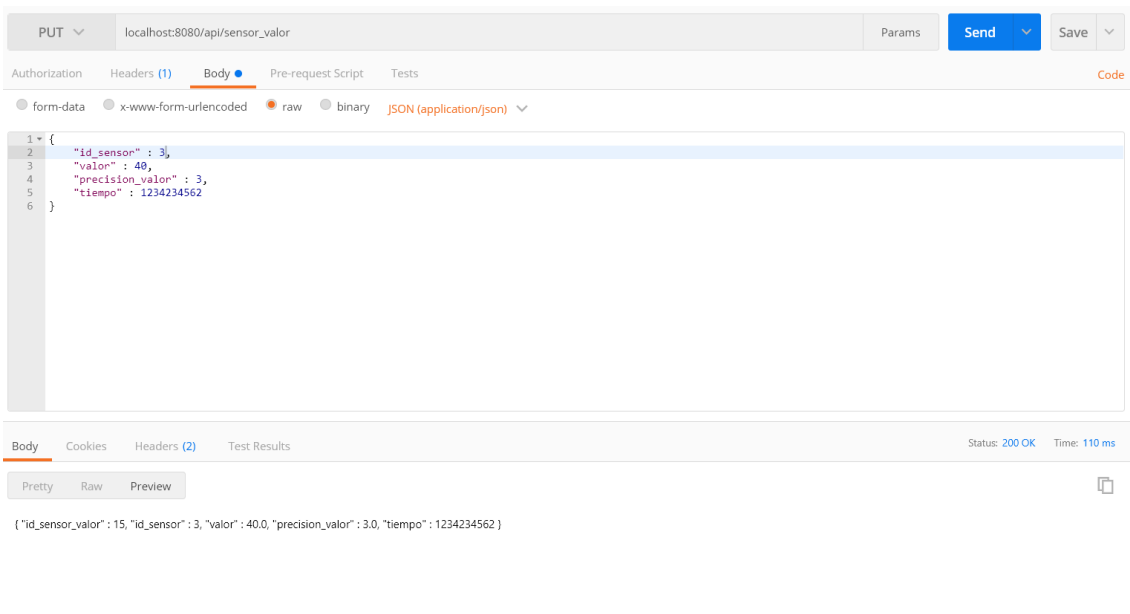 PUT localhost:8080/api/sensor_valor Params Send Save
Authorization Headers (1) Body Pre-request Script Tests Code
form-data x-www-form-urlencoded raw binary JSON (application/json)
1 {
2 "id_sensor" : 3,
3 "valor" : 40,
4 "precision_valor" : 3,
5 "tiempo" : 1234234562
6 }
Body Cookies Headers (2) Test Results Status: 200 OK Time: 110 ms
Pretty Raw Preview
{ "id_sensor_valor" : 15, "id_sensor" : 3, "valor" : 40.0, "precision_valor" : 3.0, "tiempo" : 1234234562 }